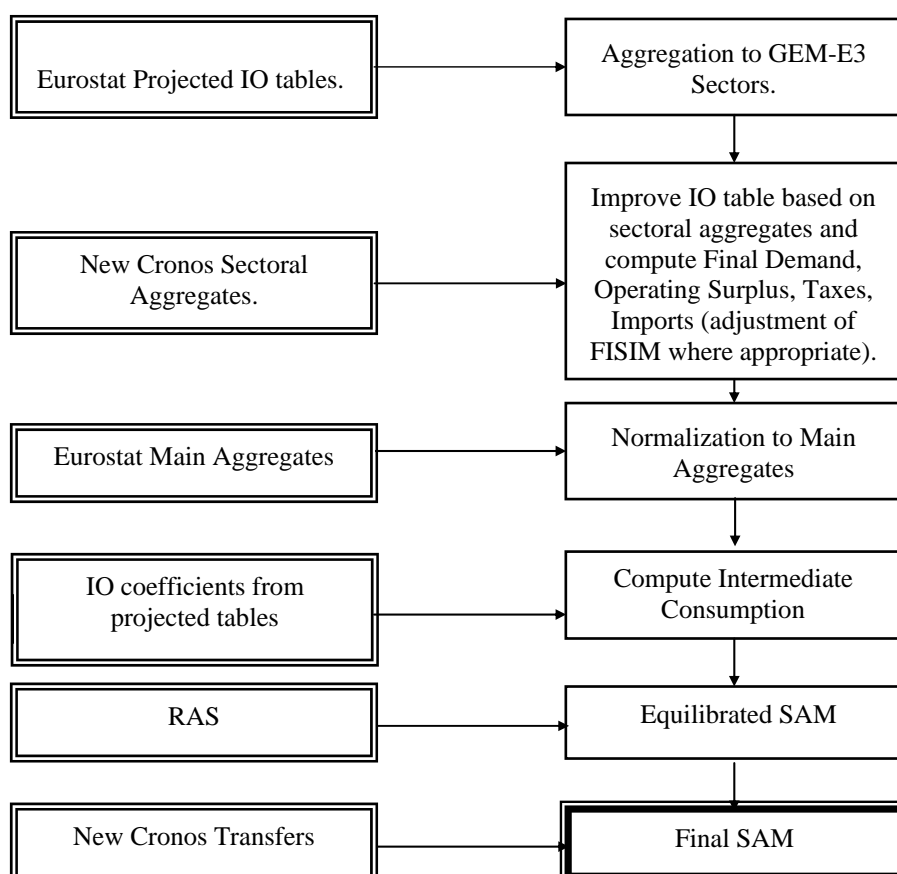 Eurostat Projected IO tables.
Aggregation to GEM-E3
Sectors.
New Cronos Sectoral
Aggregates.
Improve IO table based on
sectoral aggregates and
compute Final Demand,
Operating Surplus, Taxes,
Imports (adjustment of
FISIM where appropriate).
Eurostat Main Aggregates
Normalization to Main
Aggregates
IO coefficients from
projected tables
Compute Intermediate
Consumption
RAS
Equilibrated SAM
New Cronos Transfers
Final SAM